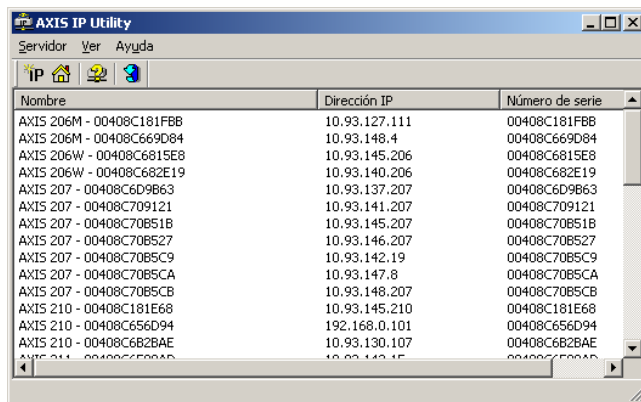 AXIS IP Utility
Servidor Ver Ayuda
IP
Nombre Dirección IP Número de serie
AXIS 206M - 00408C181FBB 10.93.127.111 00408C181FBB
AXIS 206M - 00408C669D84 10.93.148.4 00408C669D84
AXIS 206W - 00408C6815E8 10.93.145.206 00408C6815E8
AXIS 206W - 00408C682E19 10.93.140.206 00408C682E19
AXIS 207 - 00408C6D9B63 10.93.137.207 00408C6D9B63
AXIS 207 - 00408C709121 10.93.141.207 00408C709121
AXIS 207 - 00408C70B51B 10.93.145.207 00408C70B51B
AXIS 207 - 00408C70B527 10.93.146.207 00408C70B527
AXIS 207 - 00408C70B5C9 10.93.142.19 00408C70B5C9
AXIS 207 - 00408C70B5CA 10.93.147.8 00408C70B5CA
AXIS 207 - 00408C70B5CB 10.93.148.207 00408C70B5CB
AXIS 210 - 00408C181E68 10.93.145.210 00408C181E68
AXIS 210 - 00408C656D94 192.168.0.101 00408C656D94
AXIS 210 - 00408C6B2BAE 10.93.130.107 00408C6B2BAE
AXIS 211